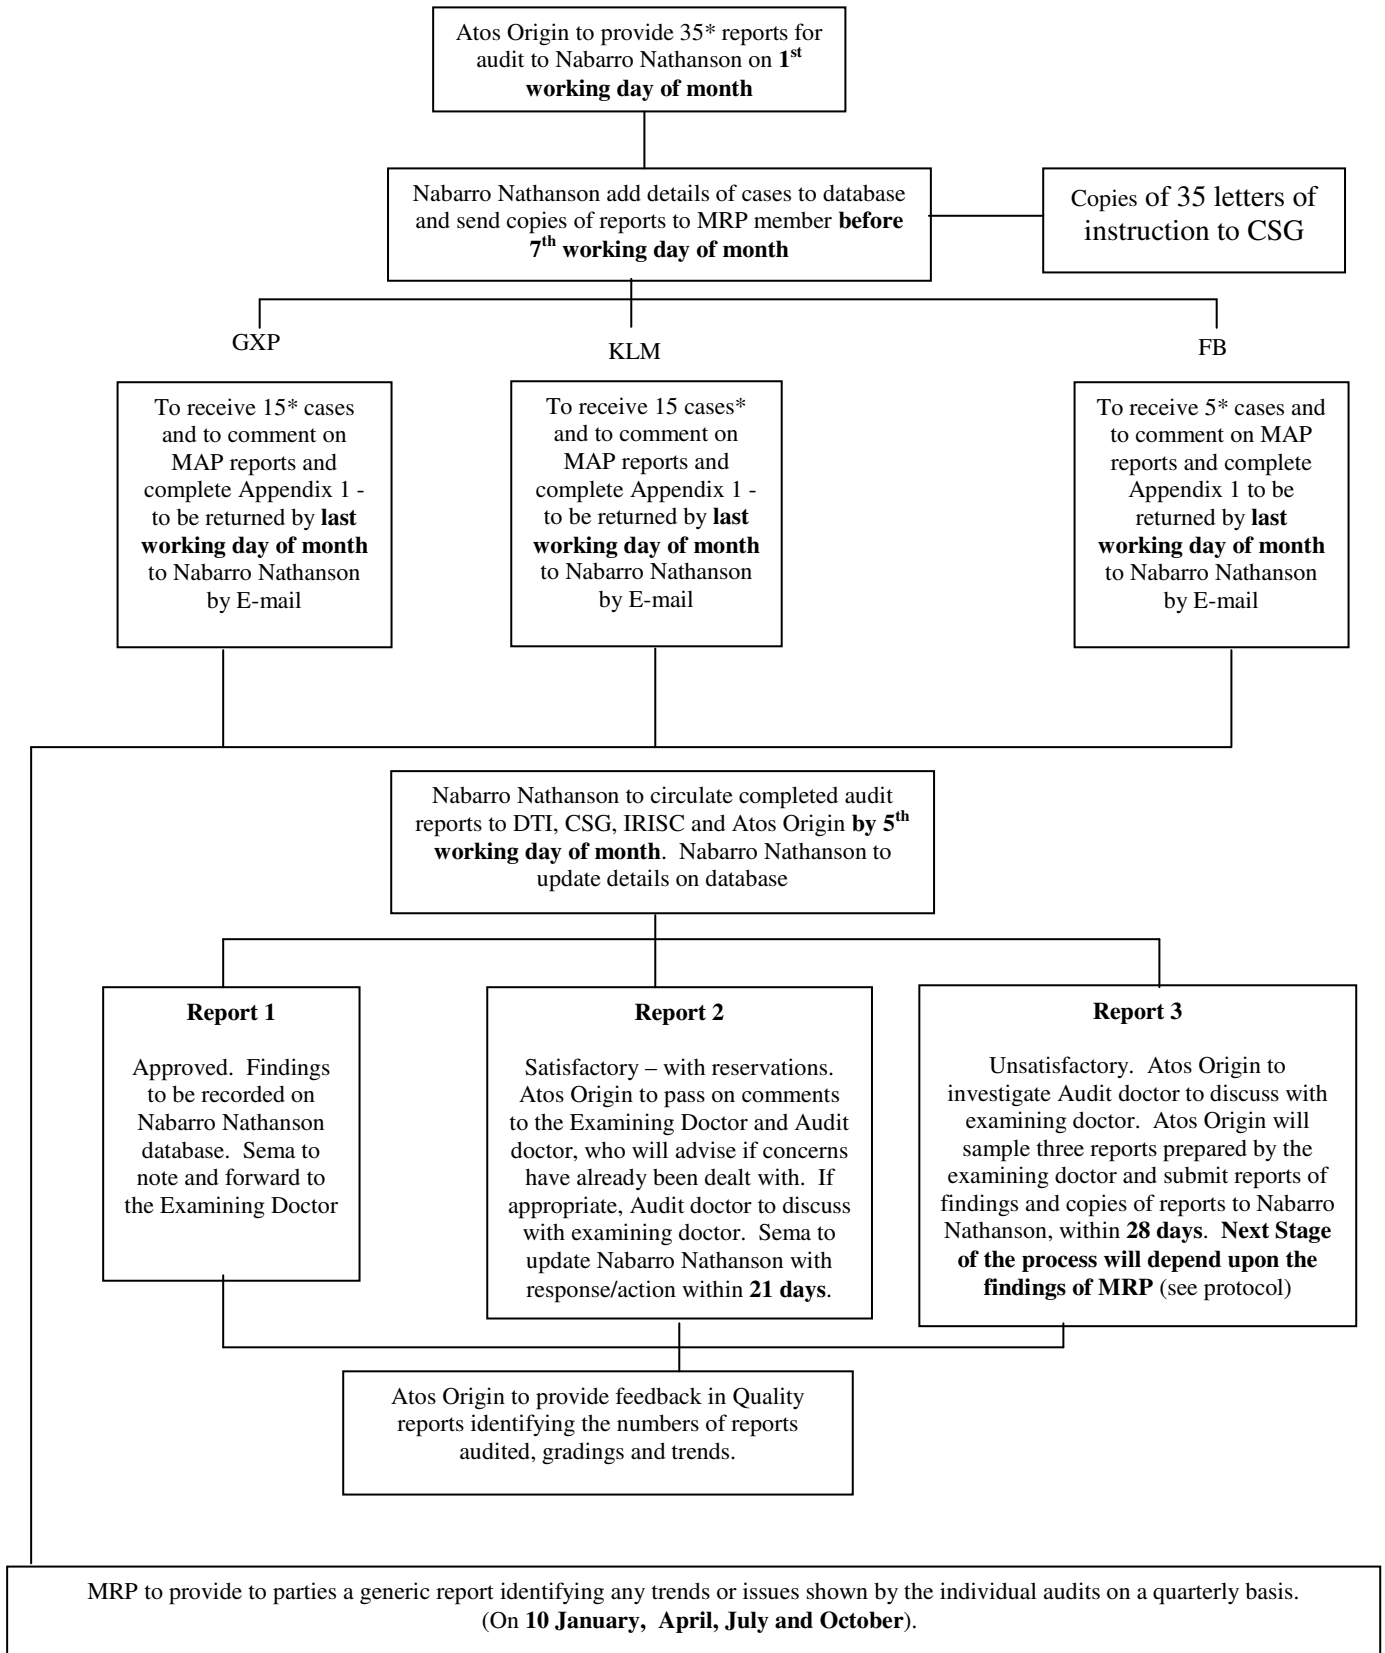 Atos Origin to provide 35* reports for
audit to Nabarro Nathanson on 1st
working day of month
Nabarro Nathanson add details of cases to database
and send copies of reports to MRP member before
7th working day of month
Copies of 35 letters of
instruction to CSG
GXP
KLM
FB
To receive 15* cases
and to comment on
MAP reports and
complete Appendix 1 -
to be returned by last
working day of month
to Nabarro Nathanson
by E-mail
To receive 15 cases*
and to comment on
MAP reports and
complete Appendix 1 -
to be returned by last
working day of month
to Nabarro Nathanson
by E-mail
To receive 5* cases and
to comment on MAP
reports and complete
Appendix 1 to be
returned by last
working day of month
to Nabarro Nathanson
by E-mail
Nabarro Nathanson to circulate completed audit
reports to DTI, CSG, IRISC and Atos Origin by 5th
working day of month. Nabarro Nathanson to
update details on database
Report 1
Approved. Findings
to be recorded on
Nabarro Nathanson
database. Sema to
note and forward to
the Examining Doctor
Report 2
Satisfactory – with reservations.
Atos Origin to pass on comments
to the Examining Doctor and Audit
doctor, who will advise if concerns
have already been dealt with. If
appropriate, Audit doctor to discuss
with examining doctor. Sema to
update Nabarro Nathanson with
response/action within 21 days.
Report 3
Unsatisfactory. Atos Origin to
investigate Audit doctor to discuss with
examining doctor. Atos Origin will
sample three reports prepared by the
examining doctor and submit reports of
findings and copies of reports to Nabarro
Nathanson, within 28 days. Next Stage
of the process will depend upon the
findings of MRP (see protocol)
Atos Origin to provide feedback in Quality
reports identifying the numbers of reports
audited, gradings and trends.
MRP to provide to parties a generic report identifying any trends or issues shown by the individual audits on a quarterly basis.
(On 10 January, April, July and October).